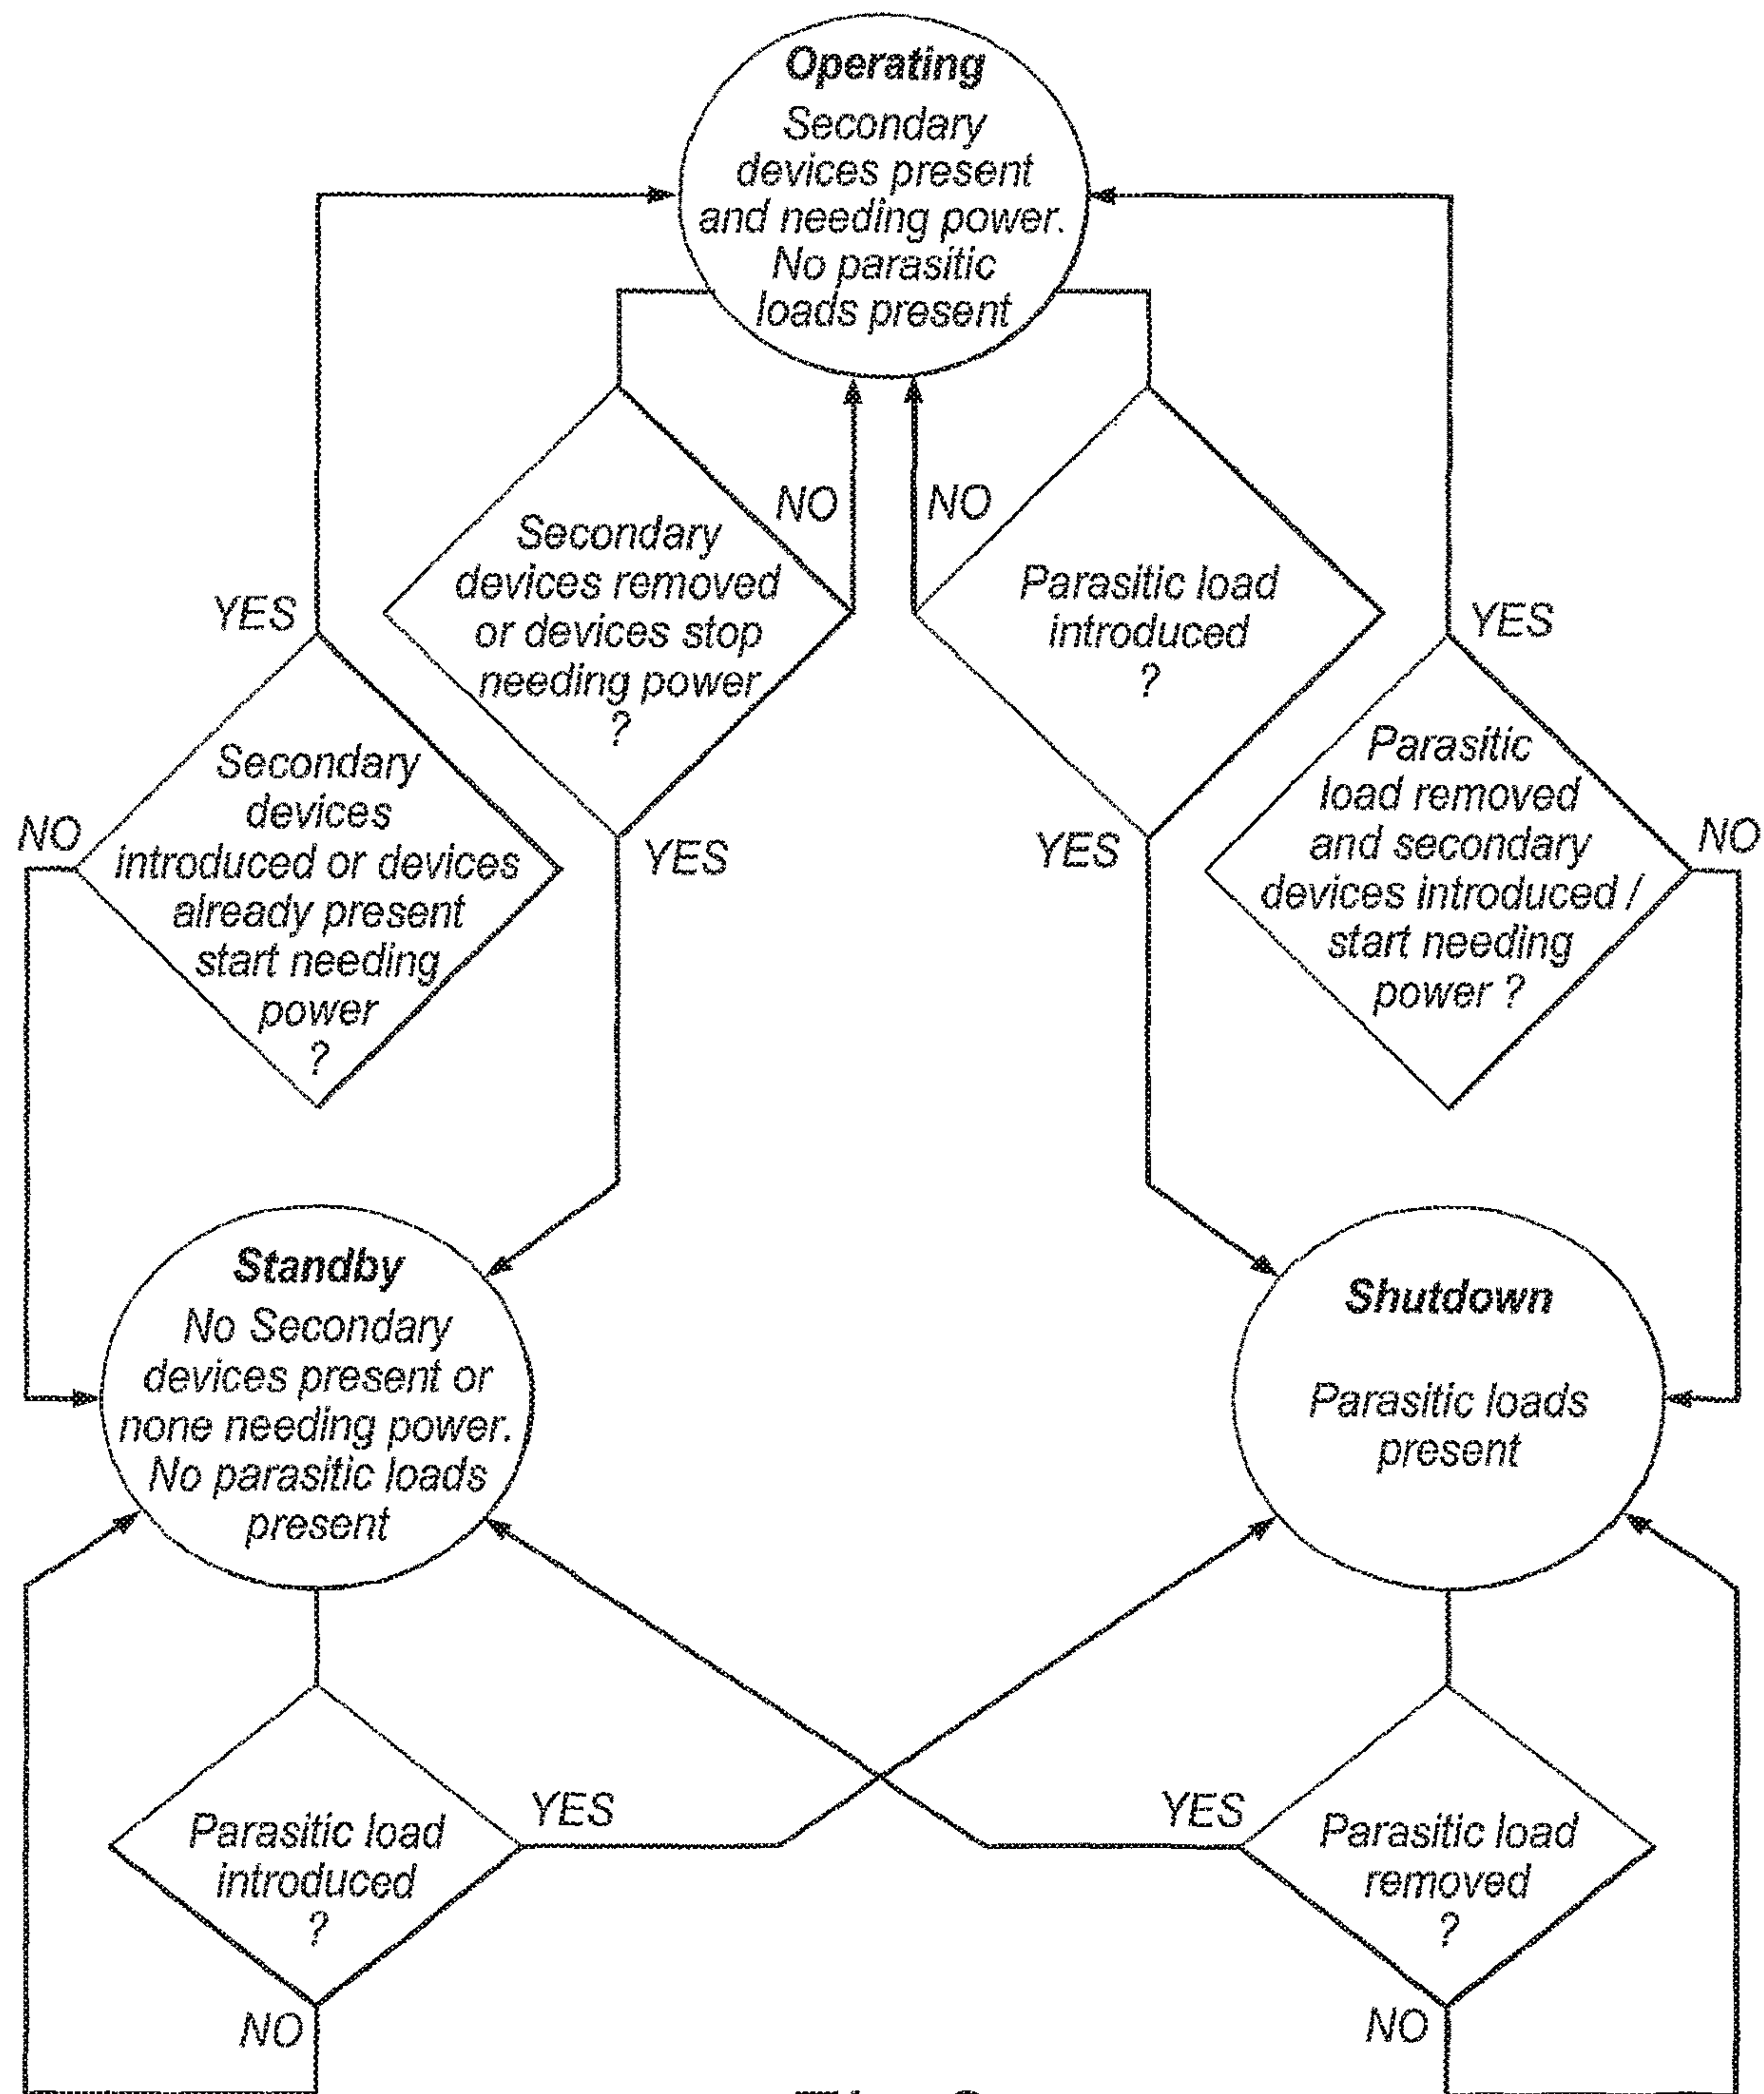 Operating
Secondary
devices present
and needing power.
No parasitic
loads present
NO
NO
Secondary
devices removed
or devices stop
needing power
?
Parasitic load
introduced
?
YES
YES
Secondary
devices
introduced or devices
already present
start needing
power
?
Parasitic
load removed
and secondary
devices introduced /
start needing
power ?
NO
YES
YES
NO
Standby
No Secondary
devices present or
none needing power.
No parasitic loads
present
Shutdown
Parasitic loads
present
YES
YES
Parasitic load
introduced
?
Parasitic load
removed
?
NO
NO